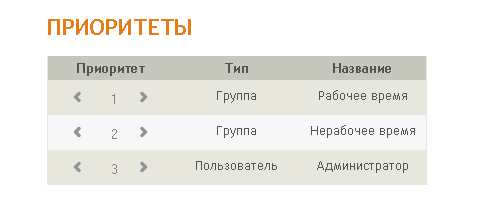 ПРИОРИТЕТЫ
Приоритет Тип Название
1 Группа Рабочее время
2 Группа Нерабочее время
3 Пользователь Администратор